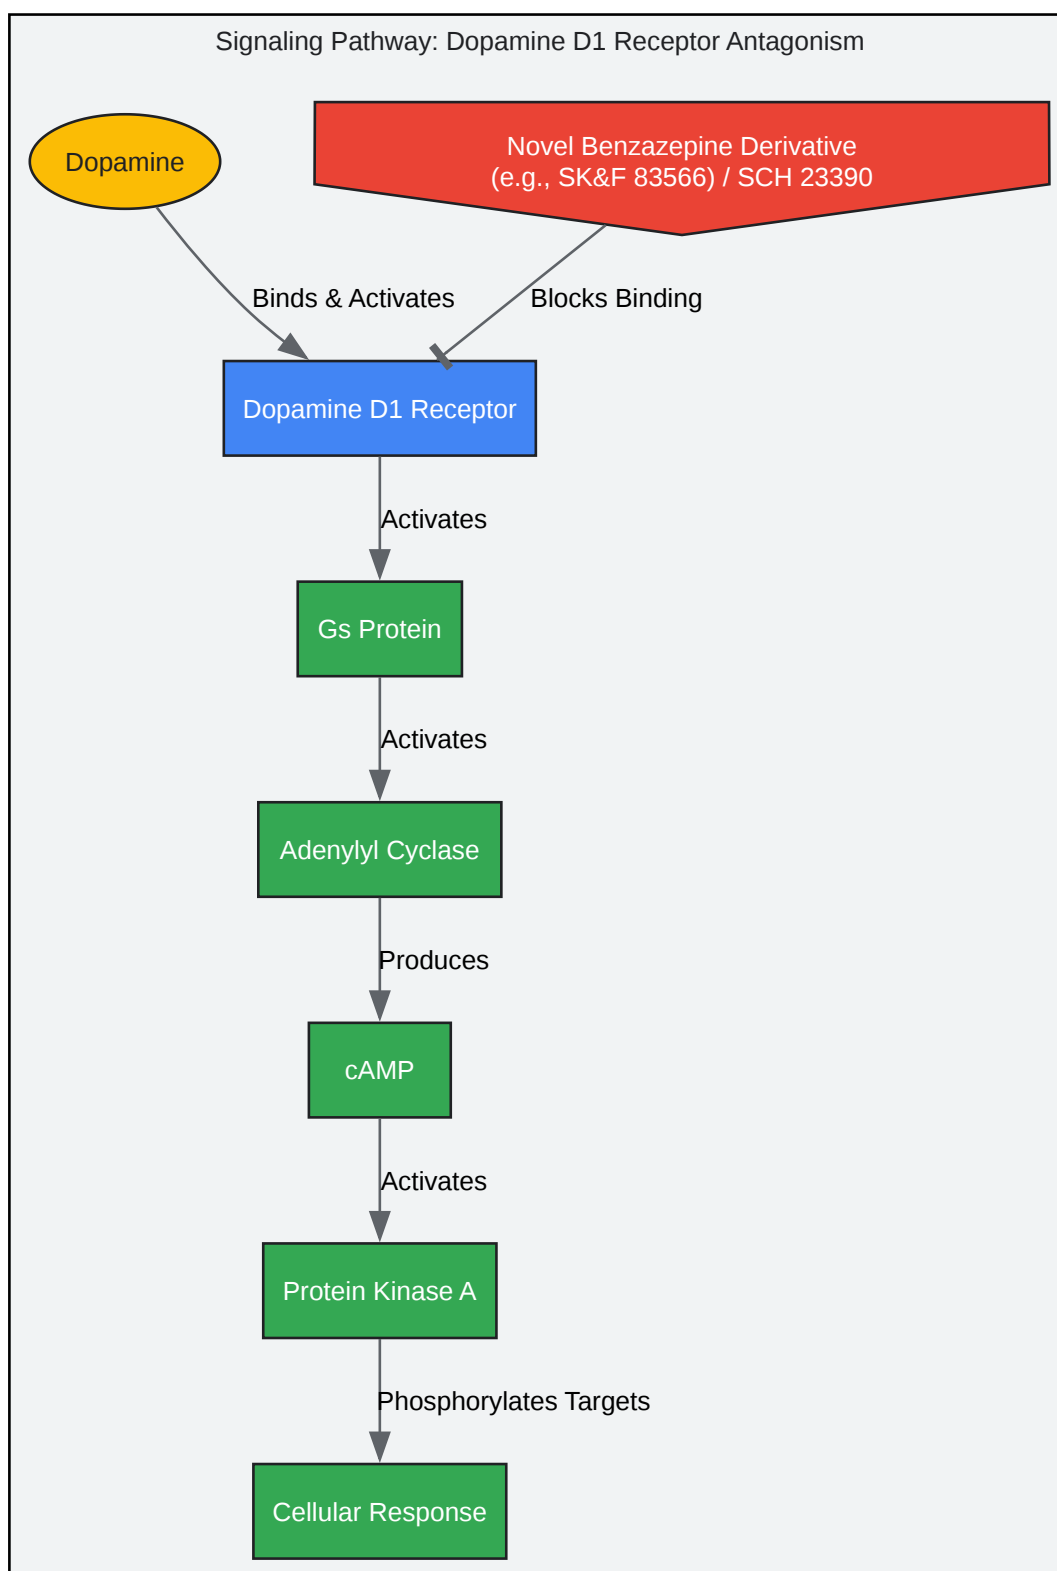 Signaling Pathway: Dopamine D1 Receptor Antagonism
Dopamine
Novel Benzazepine Derivative
(e.g., SK&F 83566) / SCH 23390
Binds & Activates
Blocks Binding
Dopamine D1 Receptor
Activates
Gs Protein
Activates
Adenylyl Cyclase
Produces
cAMP
Activates
Protein Kinase A
Phosphorylates Targets
Cellular Response